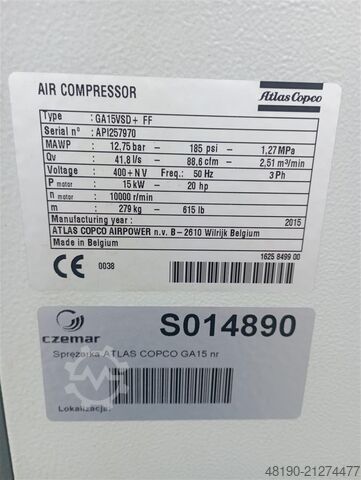 AIR COMPRESSOR Atlas Copco
Type : GA15VSD+ FF
Serial n° : API257970
MAWP : 12,75 bar - 185 psi - 1,27 MPa
Qv : 41,8 l/s - 88,6 cfm - 2,51 m³/min
Voltage : 400+N V Freq.: 50 Hz 3 Ph
P motor : 15 kW - 20 hp
n motor : 10000 r/min
m : 279 kg - 615 lb
Manufacturing year : 2015
ATLAS COPCO AIRPOWER n.v. B-2610 Wilrijk Belgium
Made in Belgium
1625 8499 00
CE 0038
czemar S014890
Sprężarka ATLAS COPCO GA15 nr
Lokalizacja:
48190-21274477